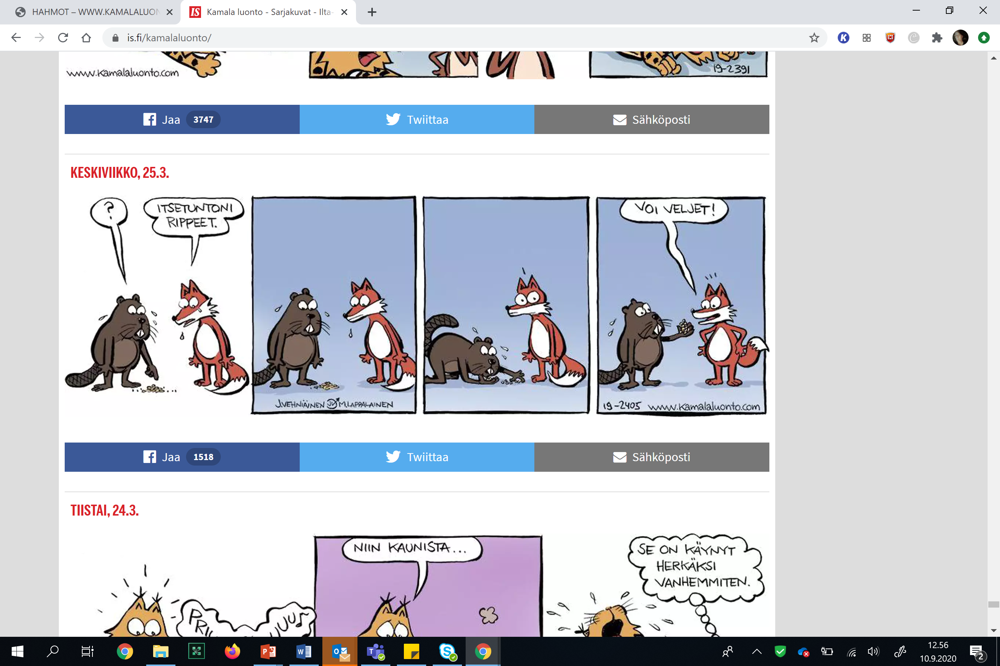 HAHMOT – WWW.KAMALALUON
IS Kamala luonto - Sarjakuvat - Ilta-
is.fi/kamalaluonto/
www.kamalaluonto.com
19-2391
Jaa 3747
Twiittaa
Sähköposti
KESKIVIIKKO, 25.3.
?
ITSETUNTONI
RIPPEET.
J.VEHNIÄINEN JV M.LAPPALAINEN
VOI VELJET!
19-2405 www.kamalaluonto.com
Jaa 1518
Twiittaa
Sähköposti
TIISTAI, 24.3.
NIIN KAUNISTA...
SE ON KÄYNYT
HERKÄKSI
VANHEMMITEN.
12.56
10.9.2020
2